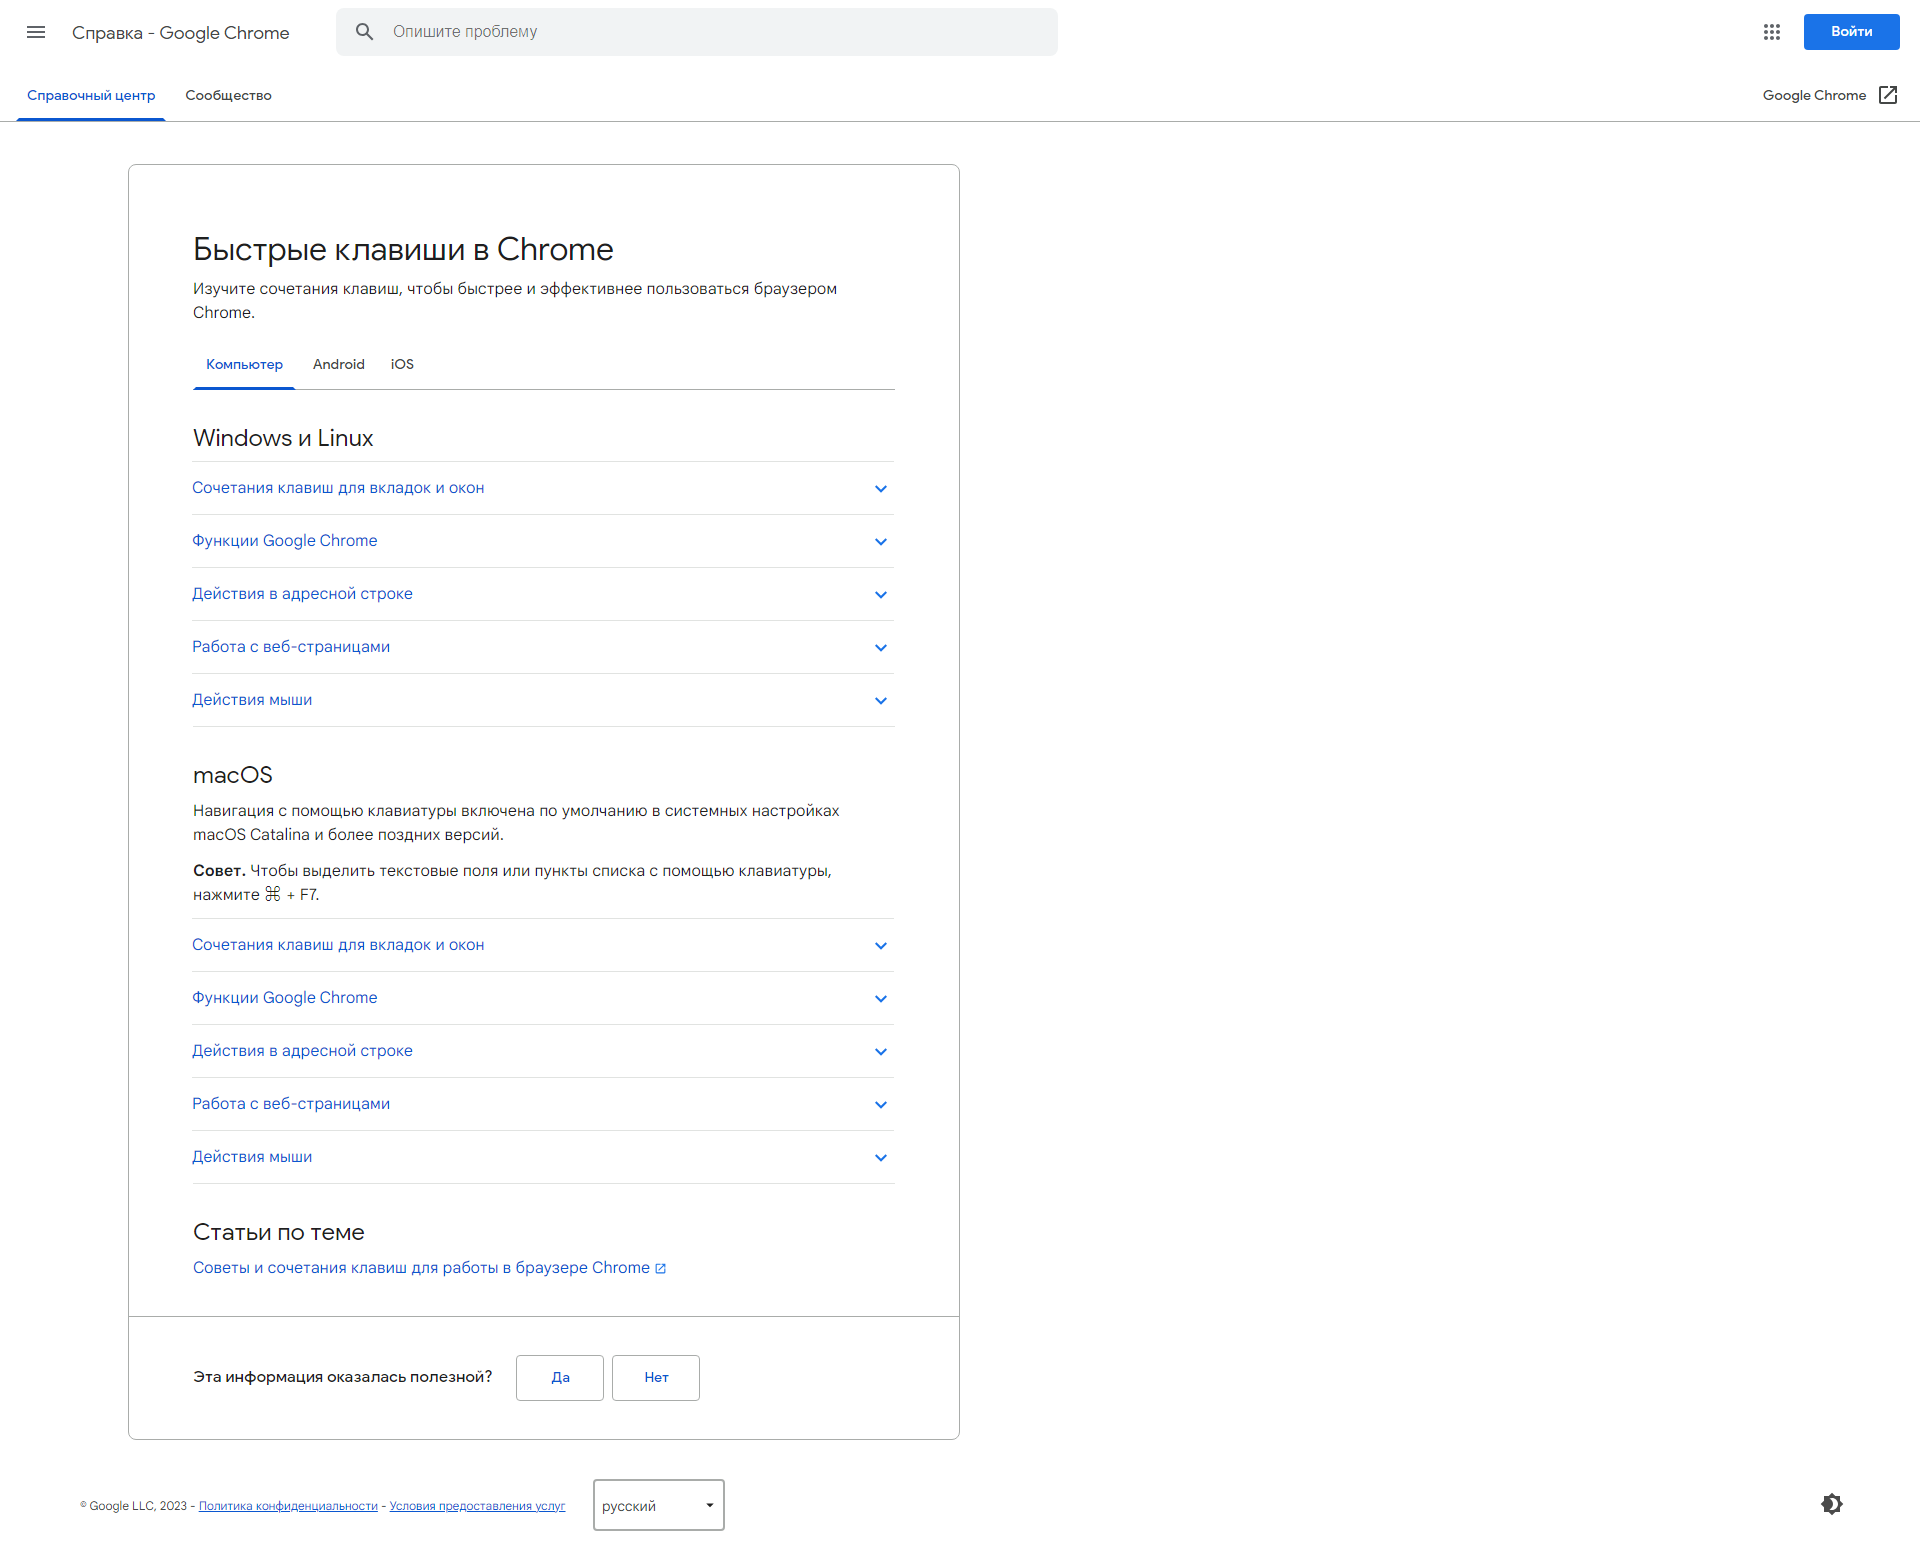 Справка - Google Chrome
Опишите проблему
Войти
Справочный центр
Сообщество
Google Chrome
Быстрые клавиши в Chrome
Изучите сочетания клавиш, чтобы быстрее и эффективнее пользоваться браузером
Chrome.
Компьютер
Android
iOS
Windows и Linux
Сочетания клавиш для вкладок и окон
Функции Google Chrome
Действия в адресной строке
Работа с веб-страницами
Действия мыши
macOS
Навигация с помощью клавиатуры включена по умолчанию в системных настройках
macOS Catalina и более поздних версий.
Совет. Чтобы выделить текстовые поля или пункты списка с помощью клавиатуры,
нажмите ⌘ + F7.
Сочетания клавиш для вкладок и окон
Функции Google Chrome
Действия в адресной строке
Работа с веб-страницами
Действия мыши
Статьи по теме
Советы и сочетания клавиш для работы в браузере Chrome
Эта информация оказалась полезной?
Да
Нет
© Google LLC, 2023 - Политика конфиденциальности - Условия предоставления услуг
русский